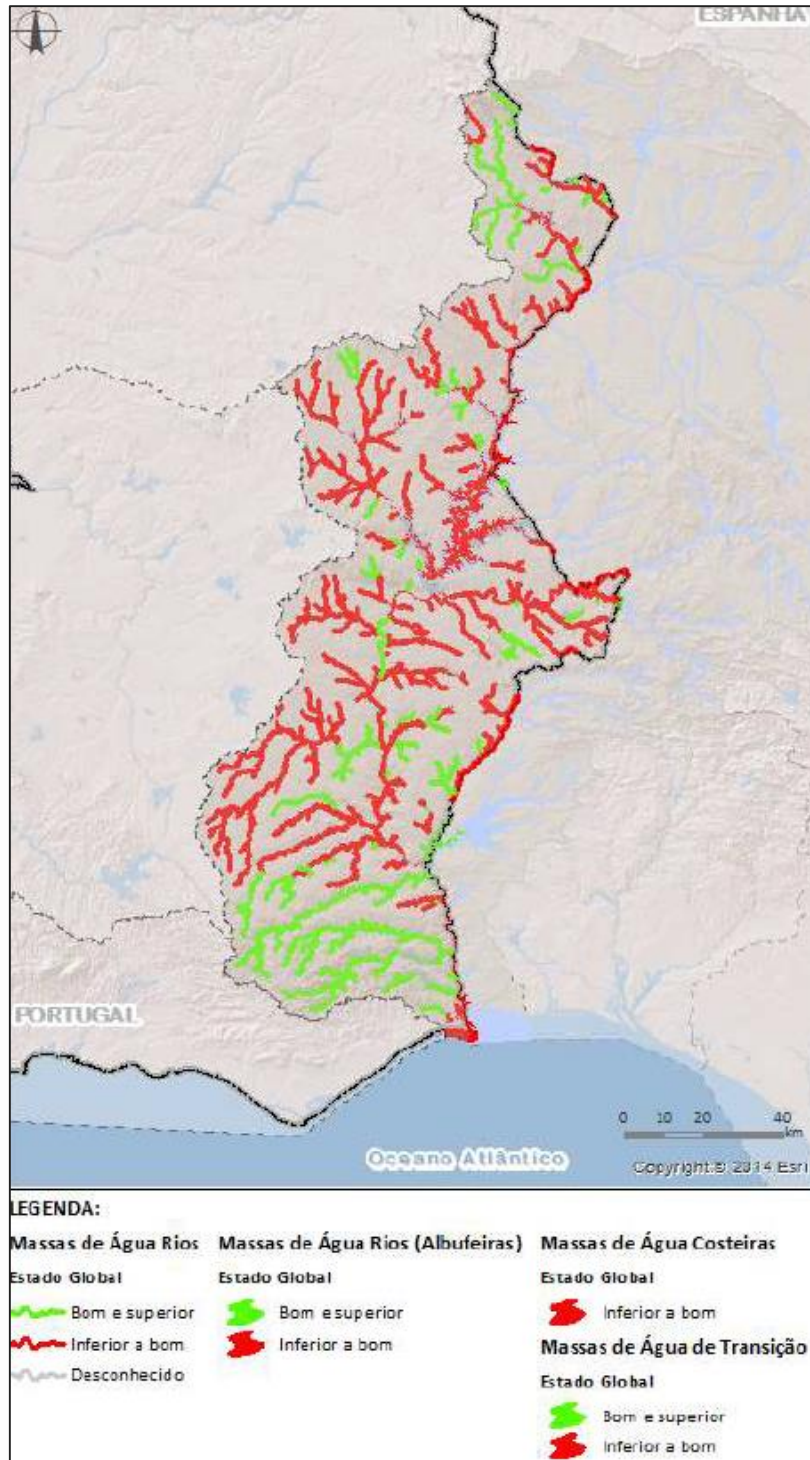 ESPANHA
PORTUGAL
0 10 20 40
km
Oceano Atlântico
Copyright:© 2014 Esri
LEGENDA:
Massas de Água Rios
Estado Global
Bom e superior
Inferior a bom
Desconhecido
Massas de Água Rios (Albufeiras)
Estado Global
Bom e superior
Inferior a bom
Massas de Água Costeiras
Estado Global
Inferior a bom
Massas de Água de Transição
Estado Global
Bom e superior
Inferior a bom